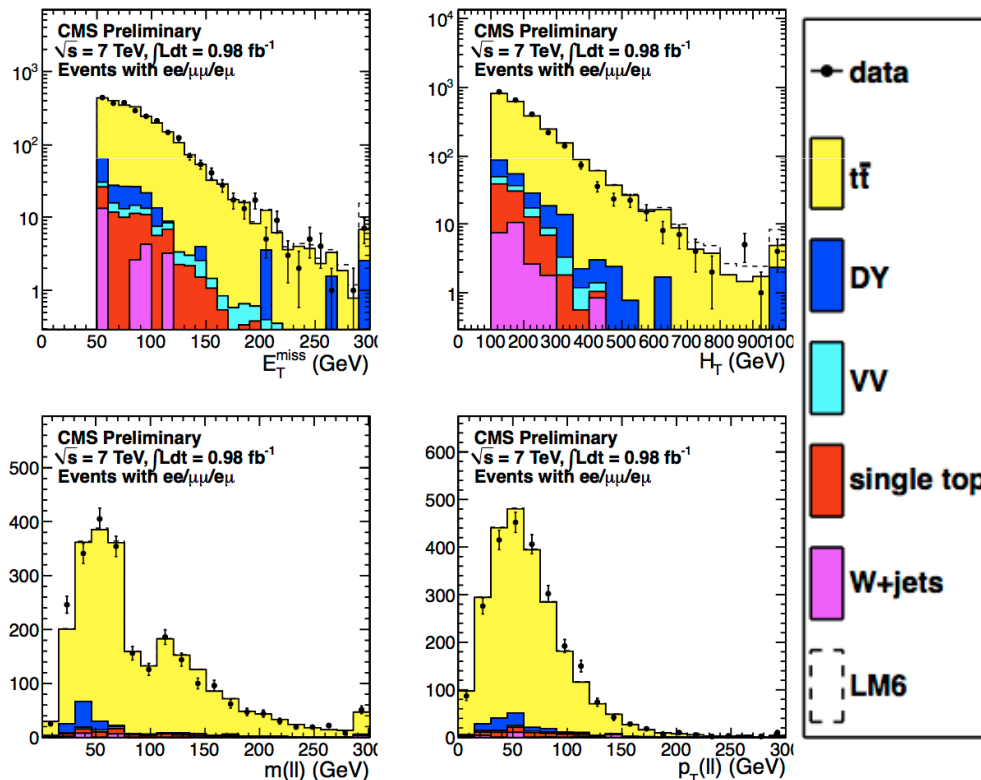 CMS Preliminary
√s = 7 TeV, ∫Ldt = 0.98 fb⁻¹
Events with ee/μμ/eμ
10³
10²
10
1
0 50 100 150 200 250 300
E_T^miss (GeV)
CMS Preliminary
√s = 7 TeV, ∫Ldt = 0.98 fb⁻¹
Events with ee/μμ/eμ
10⁴
10³
10²
10
1
100 200 300 400 500 600 700 800 900 100
H_T (GeV)
data
tt̄
DY
VV
single top
W+jets
LM6
CMS Preliminary
√s = 7 TeV, ∫Ldt = 0.98 fb⁻¹
Events with ee/μμ/eμ
500
400
300
200
100
0
50 100 150 200 250 300
m(ll) (GeV)
CMS Preliminary
√s = 7 TeV, ∫Ldt = 0.98 fb⁻¹
Events with ee/μμ/eμ
600
500
400
300
200
100
0
0 50 100 150 200 250 300
p_T(ll) (GeV)